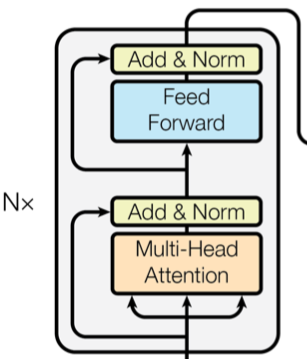 Add & Norm
Feed
Forward
N×
Add & Norm
Multi-Head
Attention